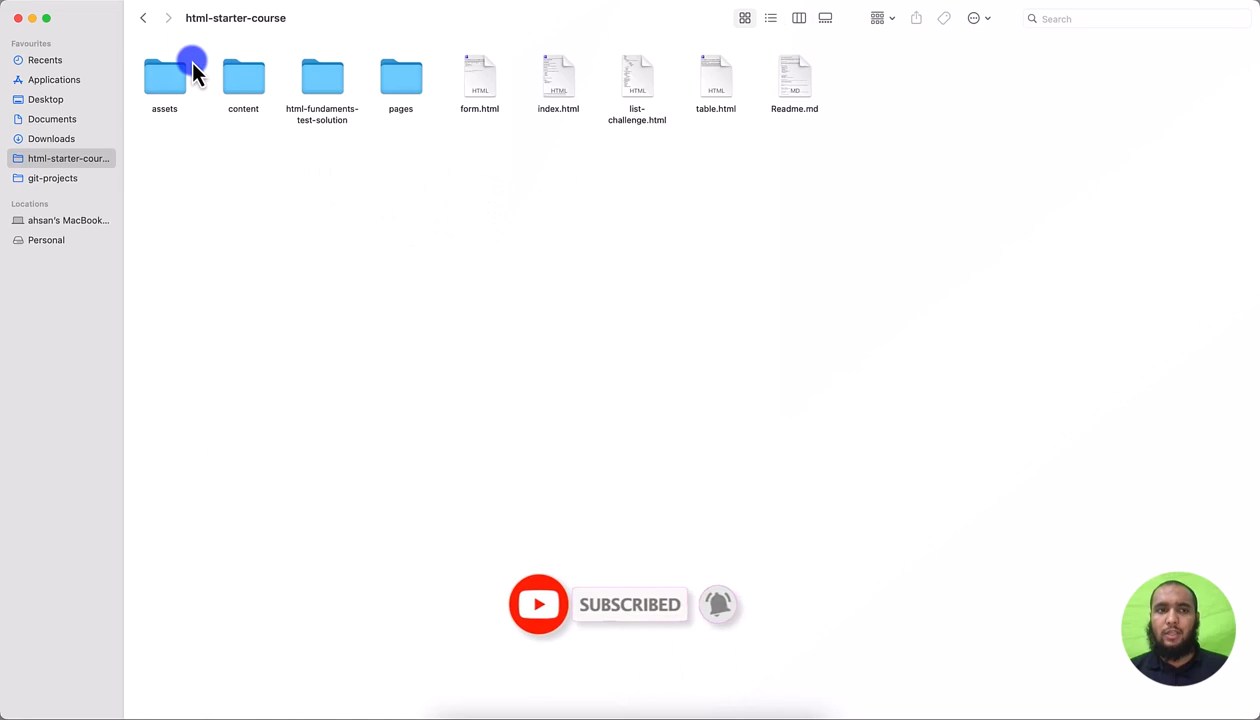 html-starter-course
Search
Favourites
Recents
Applications
Desktop
Documents
Downloads
html-starter-cour...
git-projects
Locations
ahsan's MacBook...
Personal
assets
content
html-fundaments-
test-solution
pages
HTML
form.html
HTML
index.html
HTML
list-
challenge.html
HTML
table.html
MD
Readme.md
SUBSCRIBED